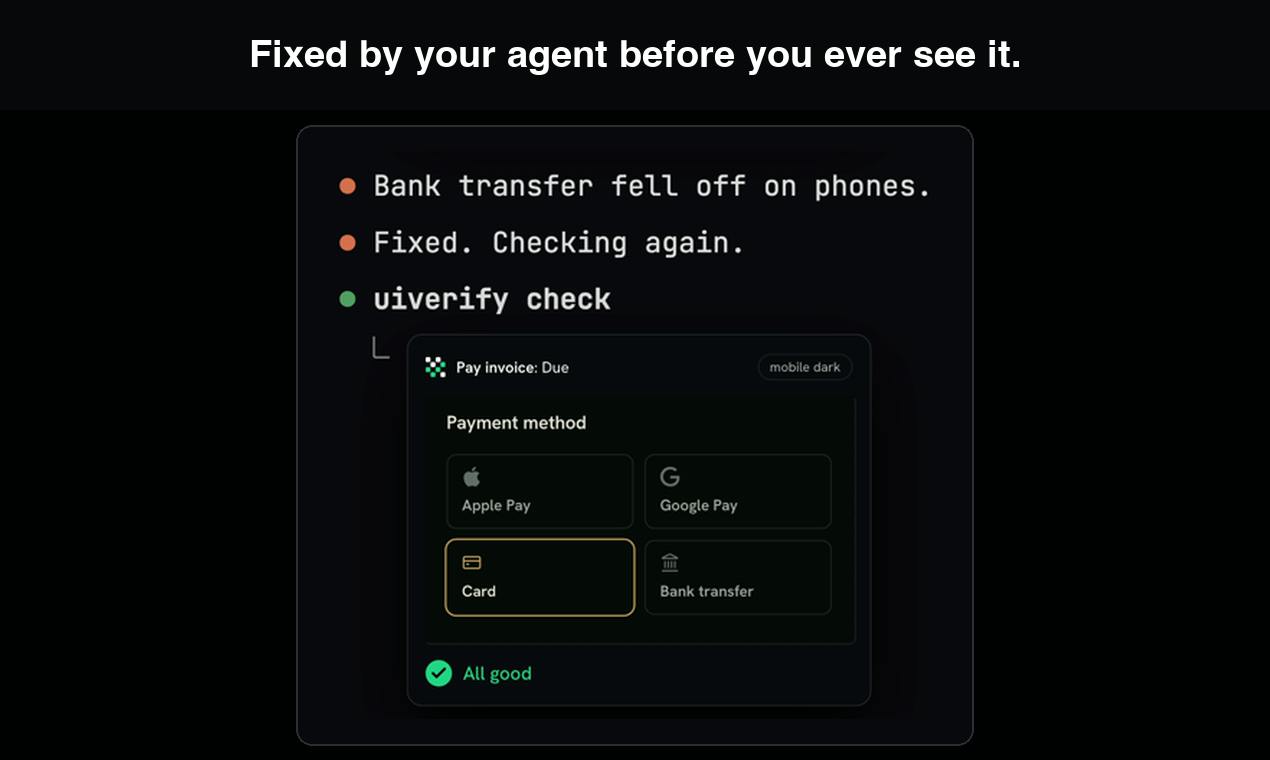 Fixed by your agent before you ever see it.
Bank transfer fell off on phones.
Fixed. Checking again.
uiverify check
Pay invoice: Due
mobile dark
Payment method
Apple Pay
Google Pay
Card
Bank transfer
All good